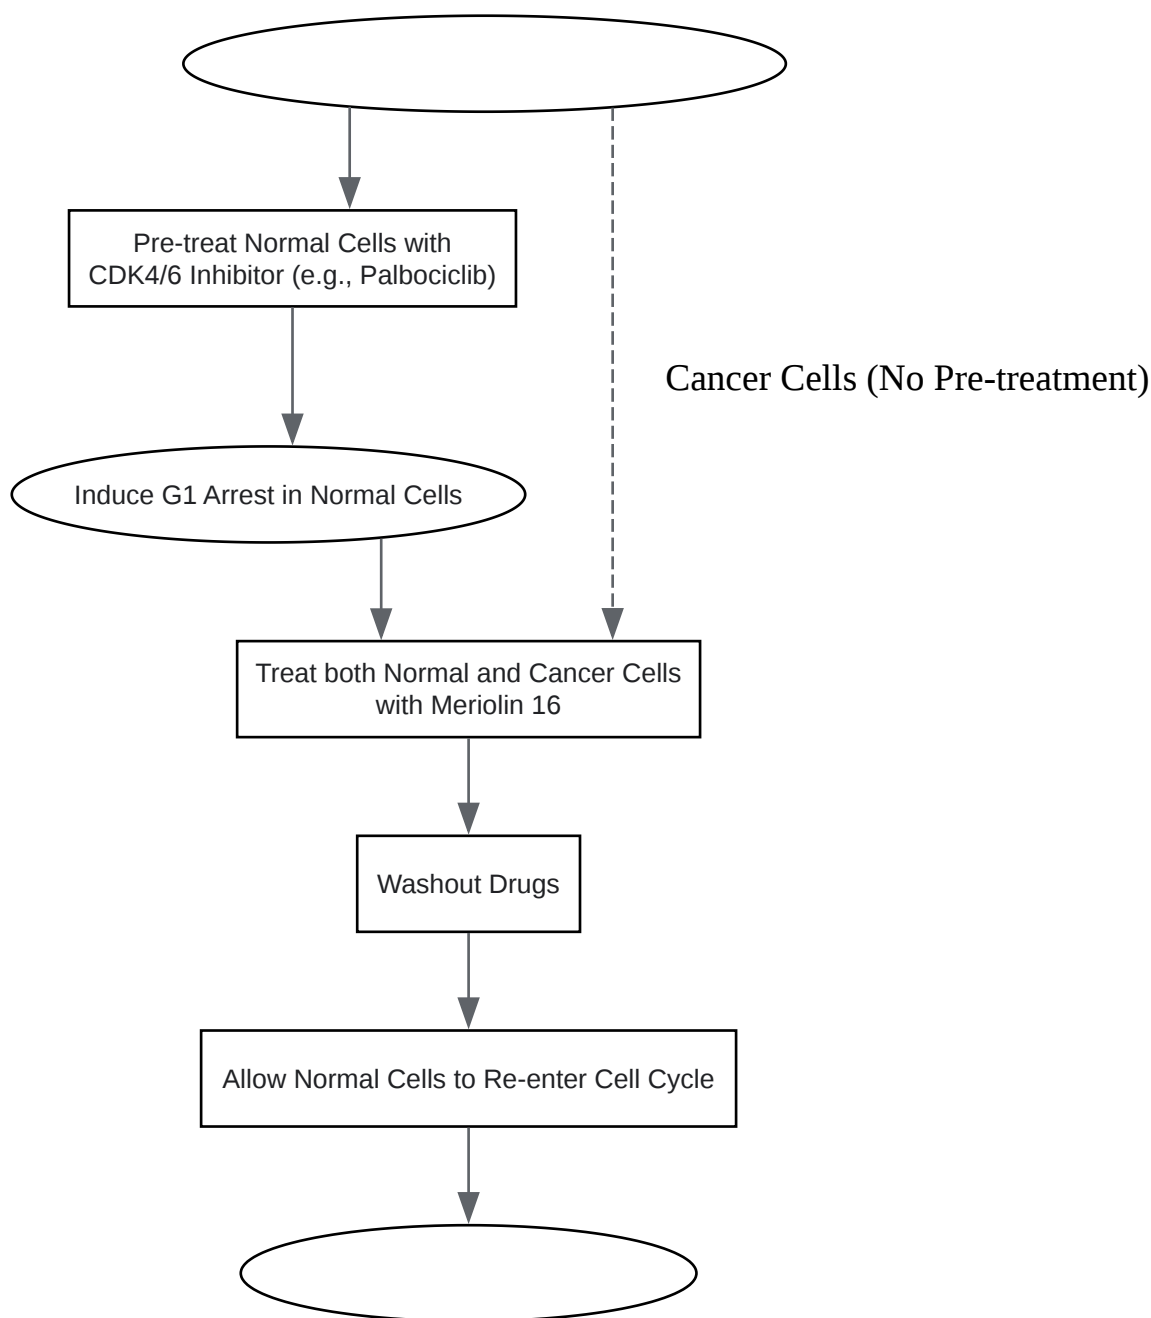 Pre-treat Normal Cells with
CDK4/6 Inhibitor (e.g., Palbociclib)
Cancer Cells (No Pre-treatment)
Induce G1 Arrest in Normal Cells
Treat both Normal and Cancer Cells
with Meriolin 16
Washout Drugs
Allow Normal Cells to Re-enter Cell Cycle